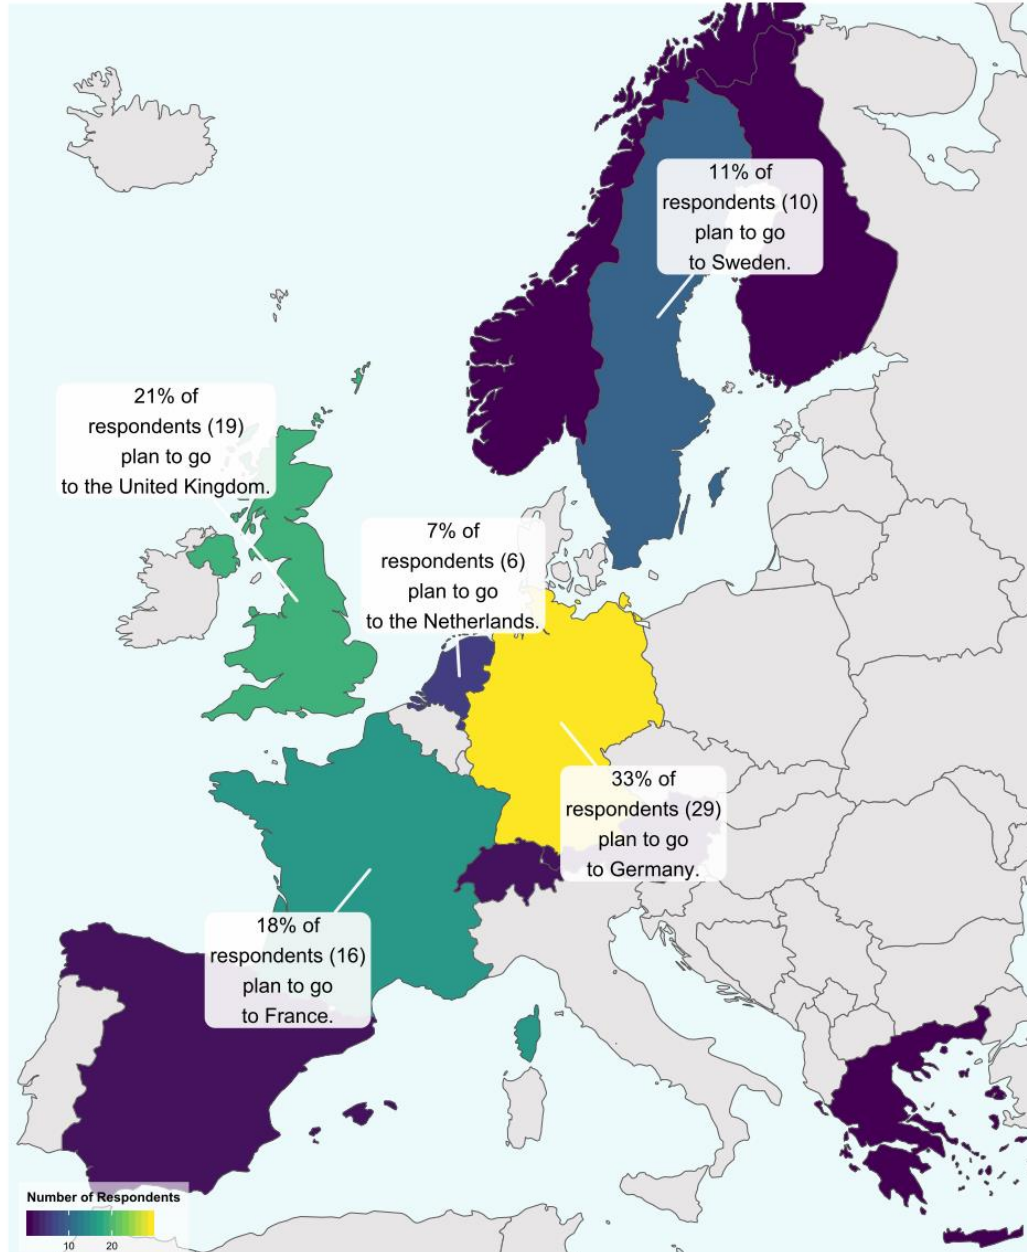 11% of
respondents (10)
plan to go
to Sweden.
21% of
respondents (19)
plan to go
to the United Kingdom.
7% of
respondents (6)
plan to go
to the Netherlands.
33% of
respondents (29)
plan to go
to Germany.
18% of
respondents (16)
plan to go
to France.
Number of Respondents
10 20